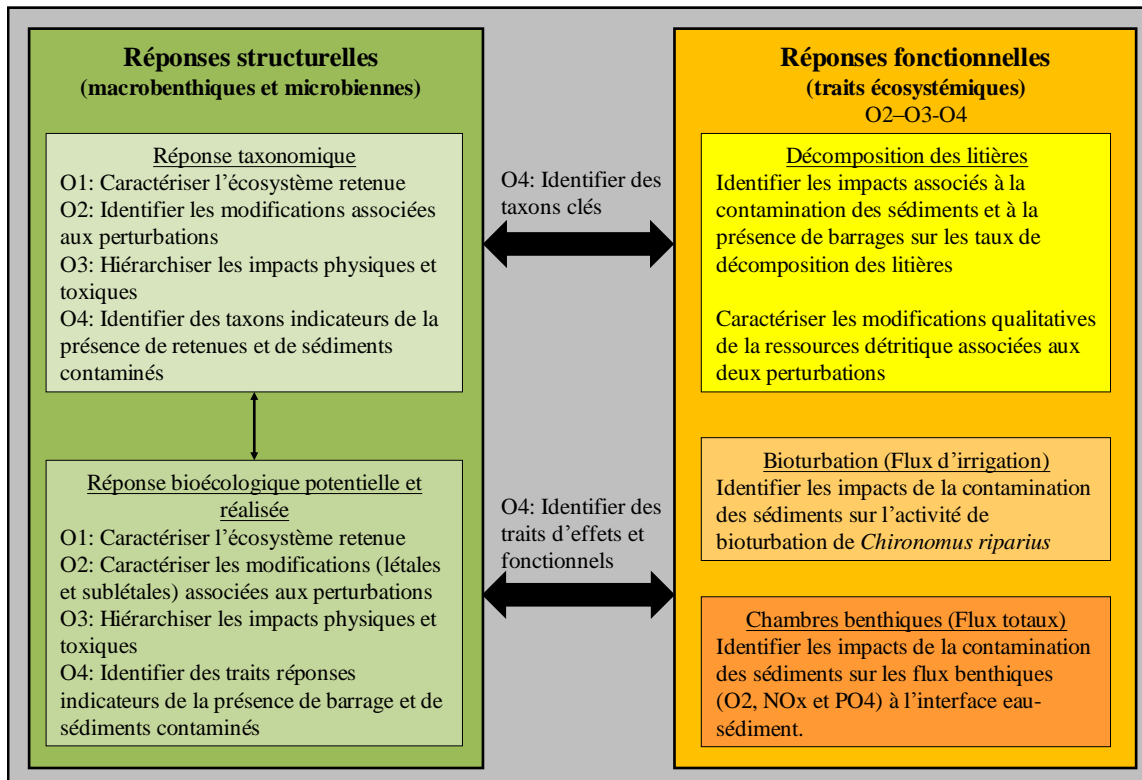 Réponses structurelles
(macrobenthiques et microbiennes)
Réponse taxonomique
O1: Caractériser l’écosystème retenue
O2: Identifier les modifications associées
aux perturbations
O3: Hiérarchiser les impacts physiques et
toxiques
O4: Identifier des taxons indicateurs de la
présence de retenues et de sédiments
contaminés
Réponse bioécologique potentielle et
réalisée
O1: Caractériser l’écosystème retenue
O2: Caractériser les modifications (létales
et sublétales) associées aux perturbations
O3: Hiérarchiser les impacts physiques et
toxiques
O4: Identifier des traits réponses
indicateurs de la présence de barrage et de
sédiments contaminés
O4: Identifier des
taxons clés
O4: Identifier des
traits d’effets et
fonctionnels
Réponses fonctionnelles
(traits écosystémiques)
O2–O3-O4
Décomposition des litières
Identifier les impacts associés à la
contamination des sédiments et à la
présence de barrages sur les taux de
décomposition des litières
Caractériser les modifications qualitatives
de la ressources détritique associées aux
deux perturbations
Bioturbation (Flux d’irrigation)
Identifier les impacts de la contamination
des sédiments sur l’activité de
bioturbation de Chironomus riparius
Chambres benthiques (Flux totaux)
Identifier les impacts de la contamination
des sédiments sur les flux benthiques
(O2, NOx et PO4) à l’interface eau-
sédiment.